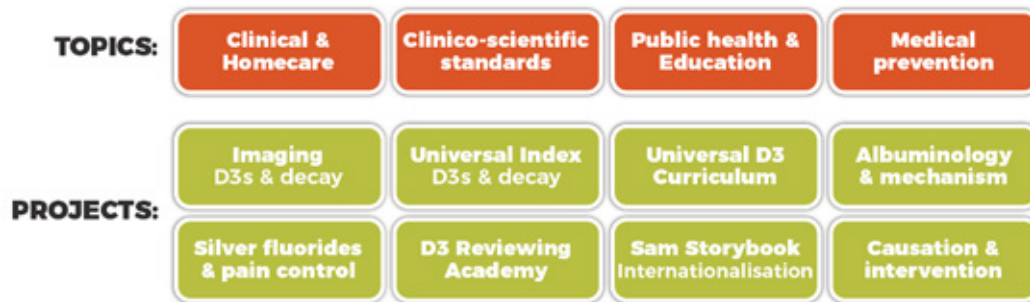 TOPICS:
Clinical &
Homecare
Clinico-scientific
standards
Public health &
Education
Medical
prevention
PROJECTS:
Imaging
D3s & decay
Universal Index
D3s & decay
Universal D3
Curriculum
Albuminology
& mechanism
Silver fluorides
& pain control
D3 Reviewing
Academy
Sam Storybook
Internationalisation
Causation &
intervention